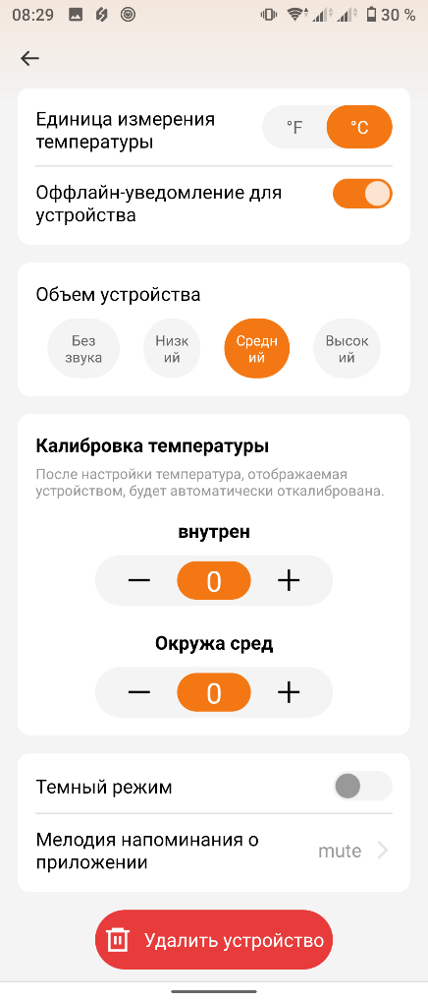 08:29 30 %
Единица измерения
температуры
°F °C
Оффлайн-уведомление для
устройства
Объем устройства
Без
звука
Низк
ий
Средн
ий
Высок
ий
Калибровка температуры
После настройки температура, отображаемая
устройством, будет автоматически откалибрована.
внутрен
— 0 +
Окружа сред
— 0 +
Темный режим
Мелодия напоминания о
приложении
mute
Удалить устройство